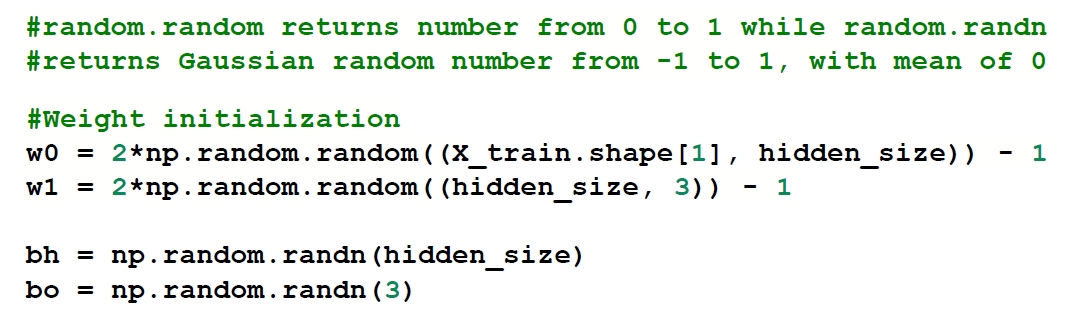 #random.random returns number from 0 to 1 while random.randn
#returns Gaussian random number from -1 to 1, with mean of 0
#Weight initialization
w0 = 2*np.random.random((X_train.shape[1], hidden_size)) - 1
w1 = 2*np.random.random((hidden_size, 3)) - 1
bh = np.random.randn(hidden_size)
bo = np.random.randn(3)